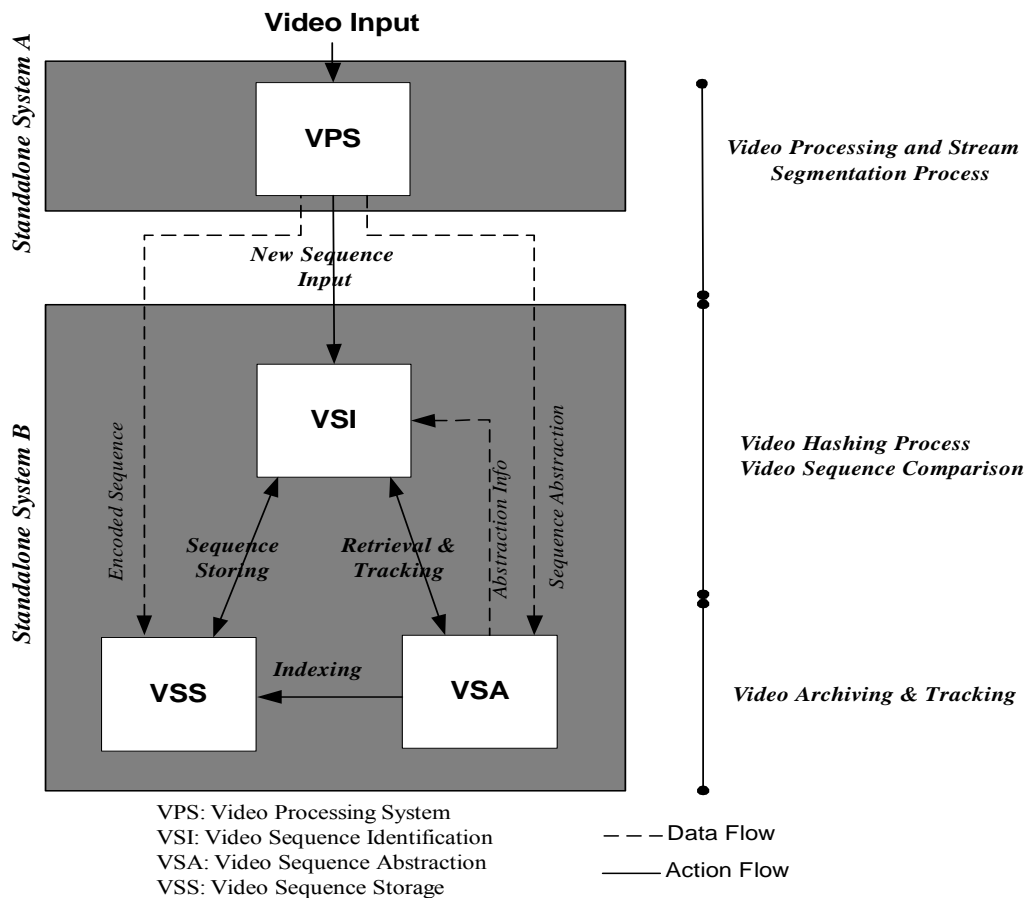 Video Input
Standalone System A
VPS
Video Processing and Stream
Segmentation Process
New Sequence
Input
Standalone System B
VSI
Encoded Sequence
Abstraction Info
Sequence Abstraction
Video Hashing Process
Video Sequence Comparison
Sequence
Storing
Retrieval &
Tracking
VSS
Indexing
VSA
Video Archiving & Tracking
VPS: Video Processing System
VSI: Video Sequence Identification
VSA: Video Sequence Abstraction
VSS: Video Sequence Storage
Data Flow
Action Flow